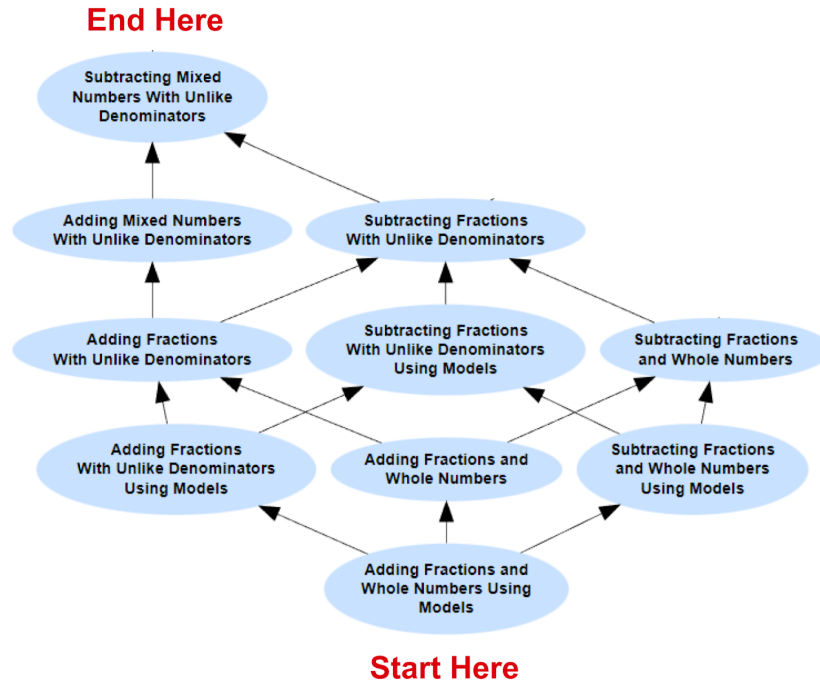 End Here
Subtracting Mixed
Numbers With Unlike
Denominators
Adding Mixed Numbers
With Unlike Denominators
Subtracting Fractions
With Unlike Denominators
Adding Fractions
With Unlike Denominators
Subtracting Fractions
With Unlike Denominators
Using Models
Subtracting Fractions
and Whole Numbers
Adding Fractions
With Unlike Denominators
Using Models
Adding Fractions and
Whole Numbers
Subtracting Fractions
and Whole Numbers
Using Models
Adding Fractions and
Whole Numbers Using
Models
Start Here